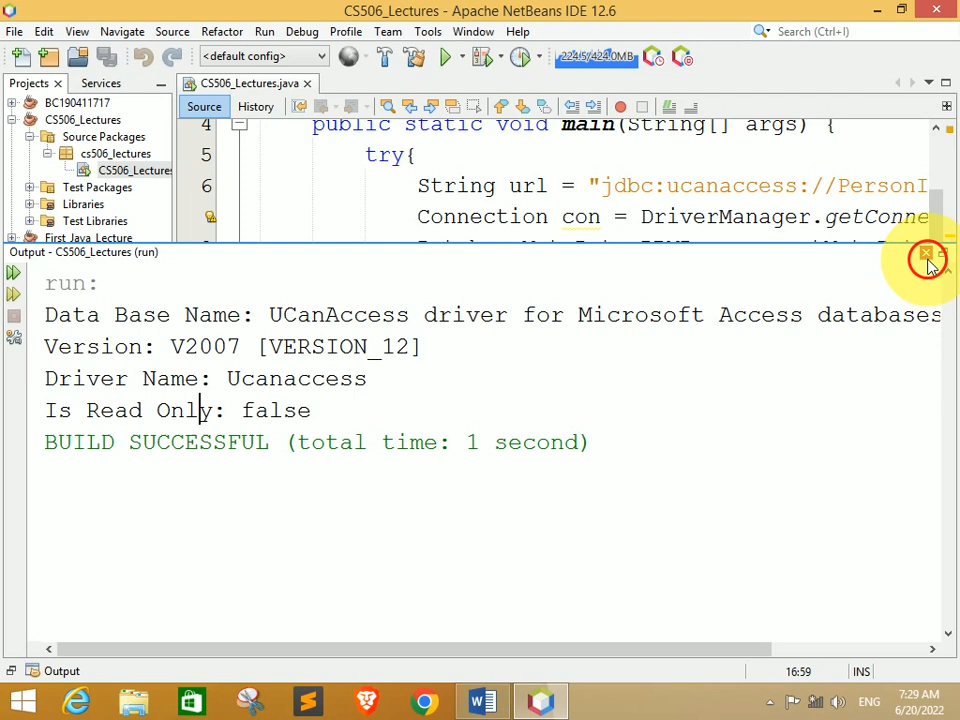 CS506_Lectures - Apache NetBeans IDE 12.6
File Edit View Navigate Source Refactor Run Debug Profile Team Tools Window Help
Search (Ctrl+I)
<default config>
224.5/424.0MB
Projects Services
CS506_Lectures.java
BC190411717
CS506_Lectures
Source Packages
cs506_lectures
CS506_Lectures
Test Packages
Libraries
Test Libraries
First Java Lecture
Source History
4 public static void main(String[] args) {
5 try{
6 String url = "jdbc:ucanaccess://PersonI
Connection con = DriverManager.getConne
Output - CS506_Lectures (run)
run:
Data Base Name: UCanAccess driver for Microsoft Access databases
Version: V2007 [VERSION_12]
Driver Name: Ucanaccess
Is Read Only: false
BUILD SUCCESSFUL (total time: 1 second)
Output
16:59 INS
ENG
7:29 AM
6/20/2022